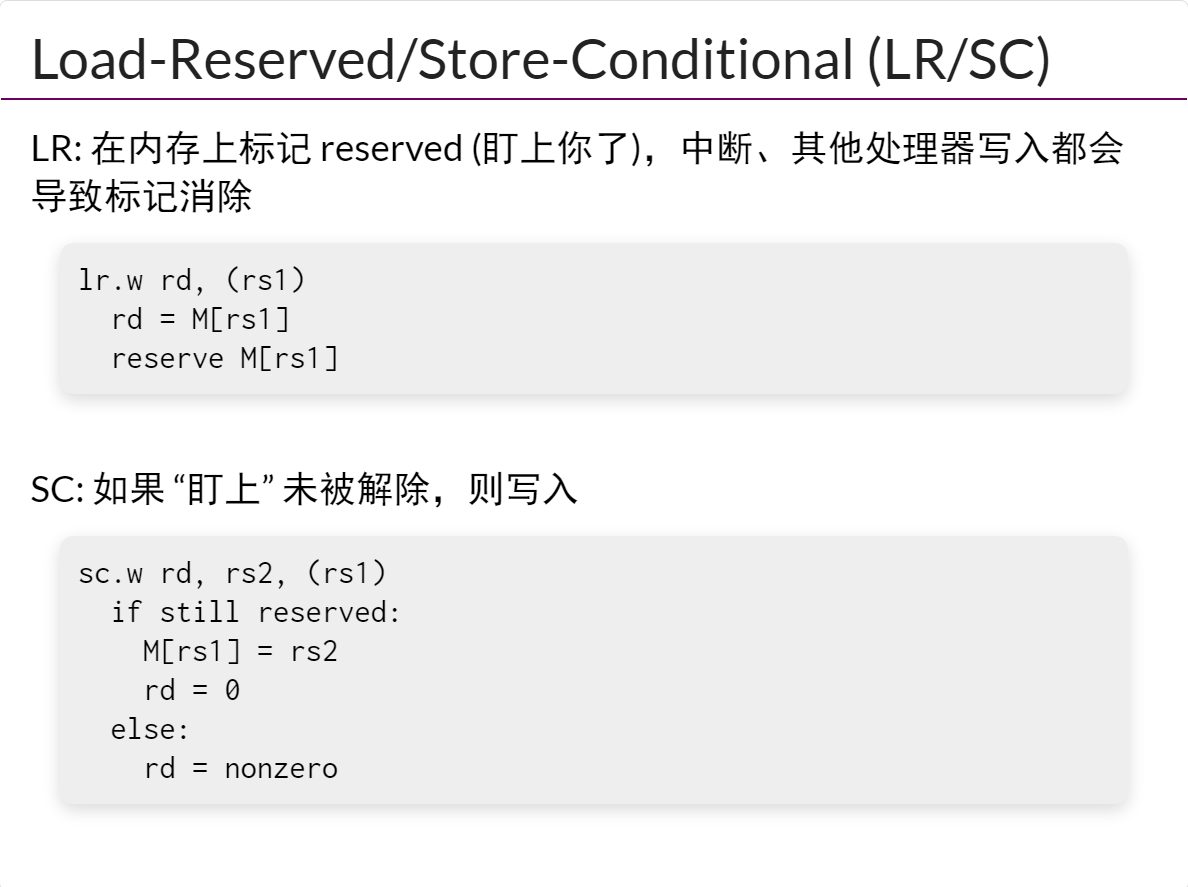 Load-Reserved/Store-Conditional (LR/SC)
LR: 在内存上标记 reserved (盯上你了)，中断、其他处理器写入都会
导致标记消除
lr.w rd, (rs1)
  rd = M[rs1]
  reserve M[rs1]
SC: 如果 “盯上” 未被解除，则写入
sc.w rd, rs2, (rs1)
  if still reserved:
    M[rs1] = rs2
    rd = 0
  else:
    rd = nonzero